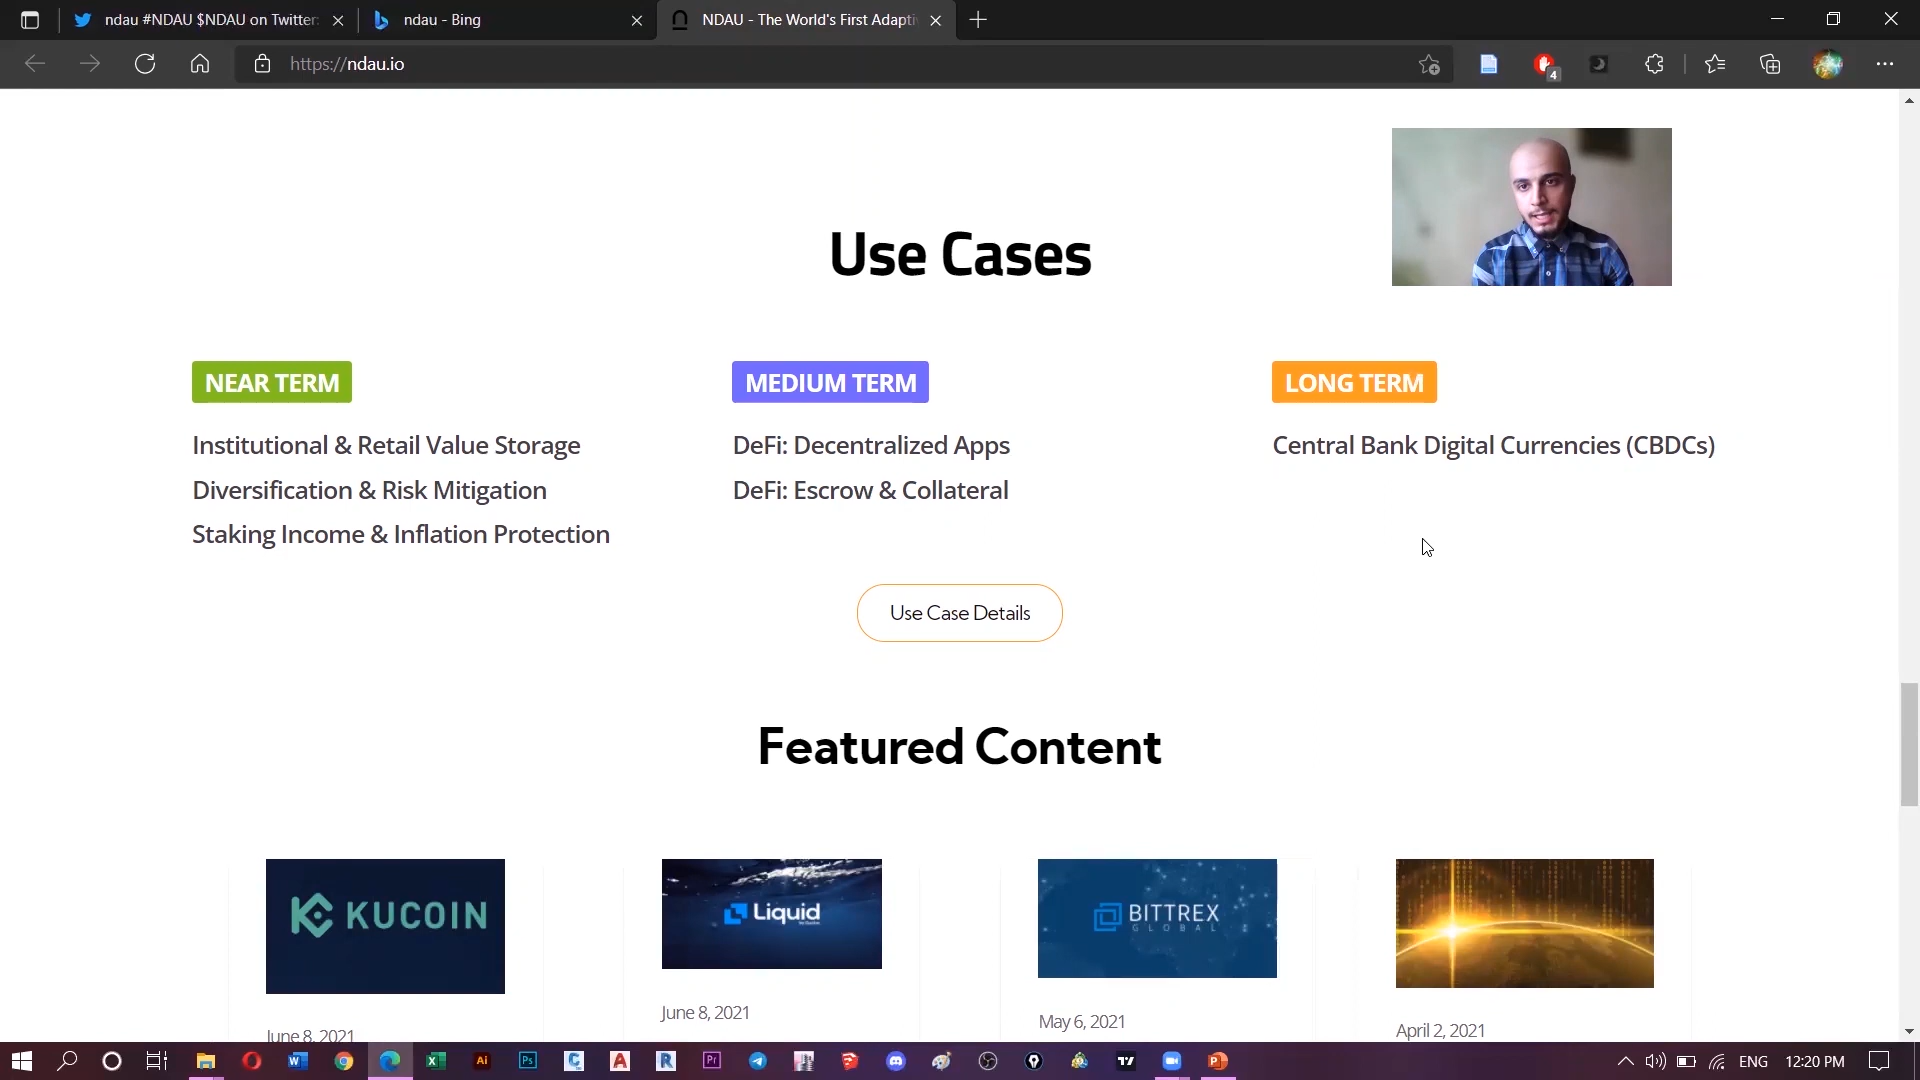 ndau #NDAU $NDAU on Twitter:
ndau - Bing
NDAU - The World's First Adapti
https://ndau.io
4
Use Cases
NEAR TERM
Institutional & Retail Value Storage
Diversification & Risk Mitigation
Staking Income & Inflation Protection
MEDIUM TERM
DeFi: Decentralized Apps
DeFi: Escrow & Collateral
LONG TERM
Central Bank Digital Currencies (CBDCs)
Use Case Details
Featured Content
KUCOIN
Liquid
BITTREX
GLOBAL
June 8, 2021
June 8, 2021
May 6, 2021
April 2, 2021
ENG
12:20 PM